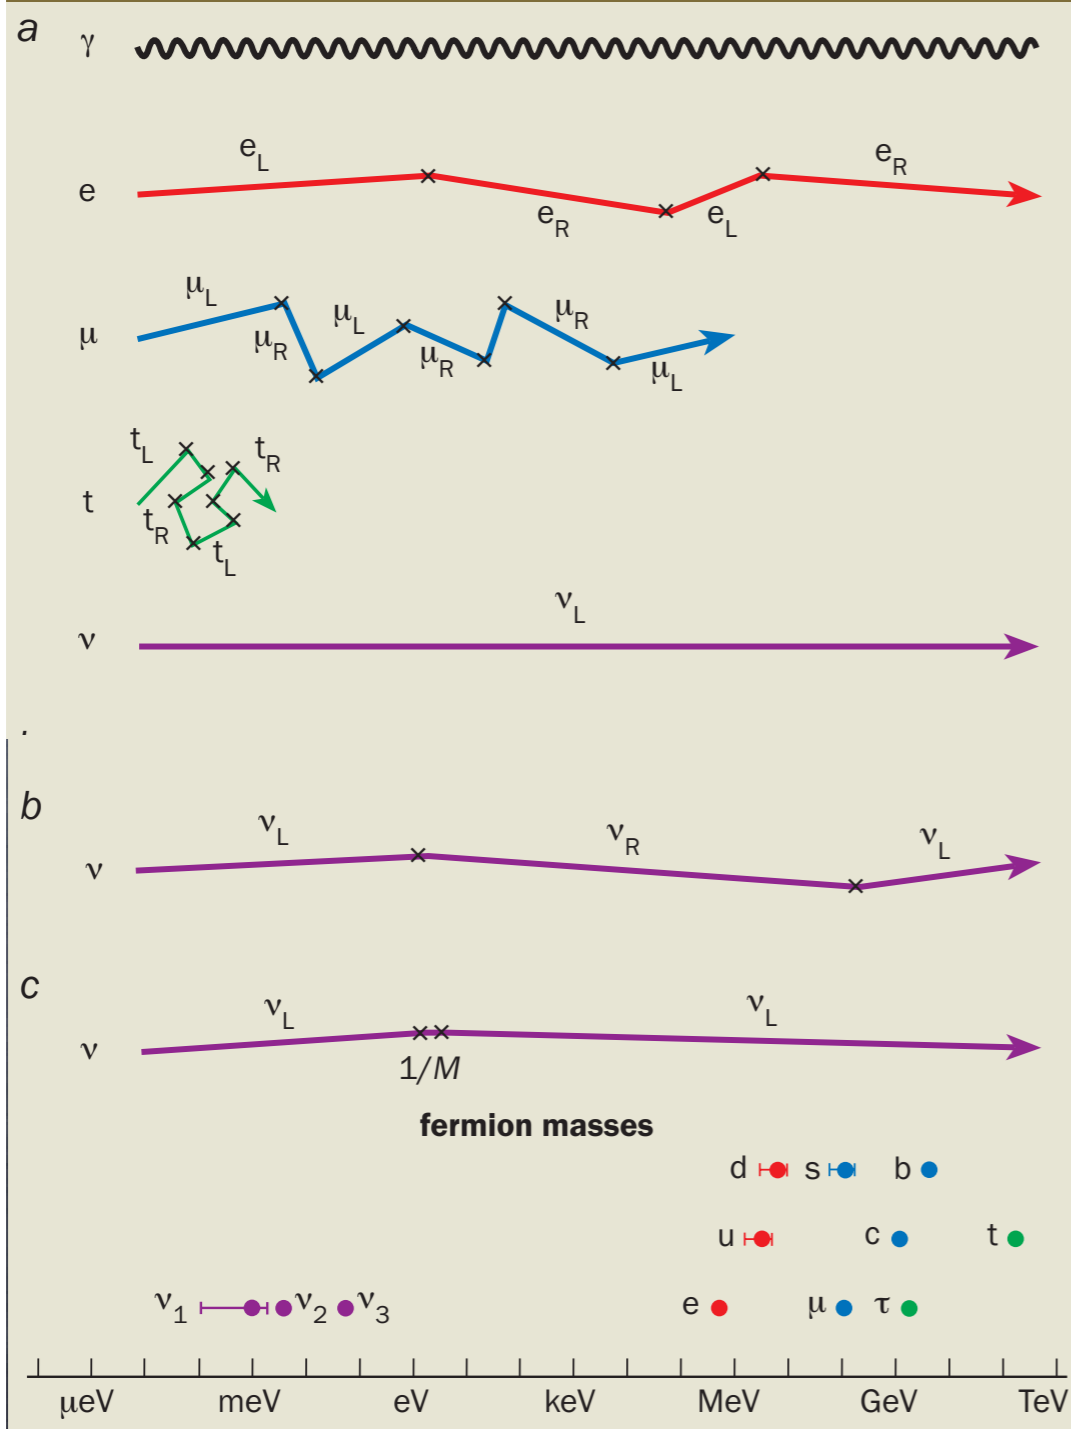 a
γ
e
e_L
e_R
e_L
e_R
μ
μ_L
μ_R
μ_L
μ_R
μ_R
μ_L
t
t_L
t_R
t_R
t_L
ν
ν_L
.
b
ν
ν_L
ν_R
ν_L
c
ν
ν_L
ν_L
1/M
fermion masses
d s b
u c t
ν_1 ν_2 ν_3 e μ τ
μeV meV eV keV MeV GeV TeV